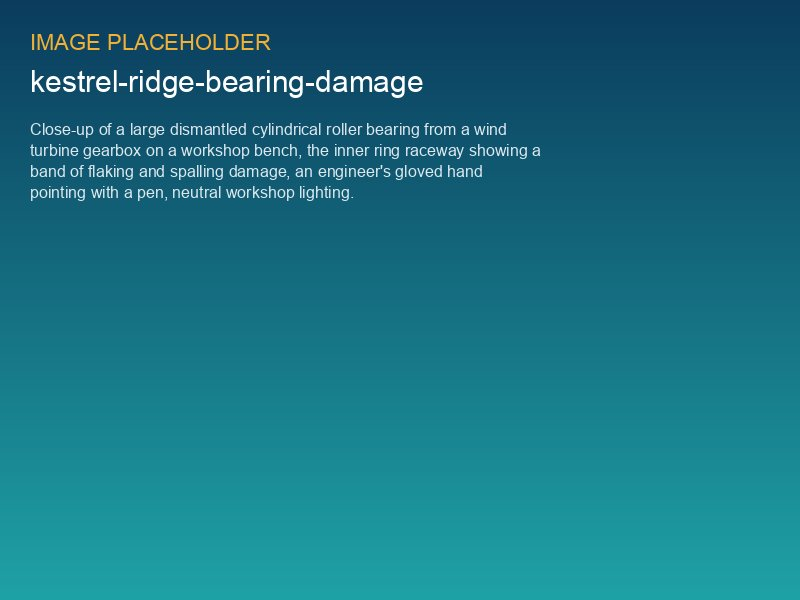 IMAGE PLACEHOLDER
kestrel-ridge-bearing-damage
Close-up of a large dismantled cylindrical roller bearing from a wind
turbine gearbox on a workshop bench, the inner ring raceway showing a
band of flaking and spalling damage, an engineer's gloved hand
pointing with a pen, neutral workshop lighting.